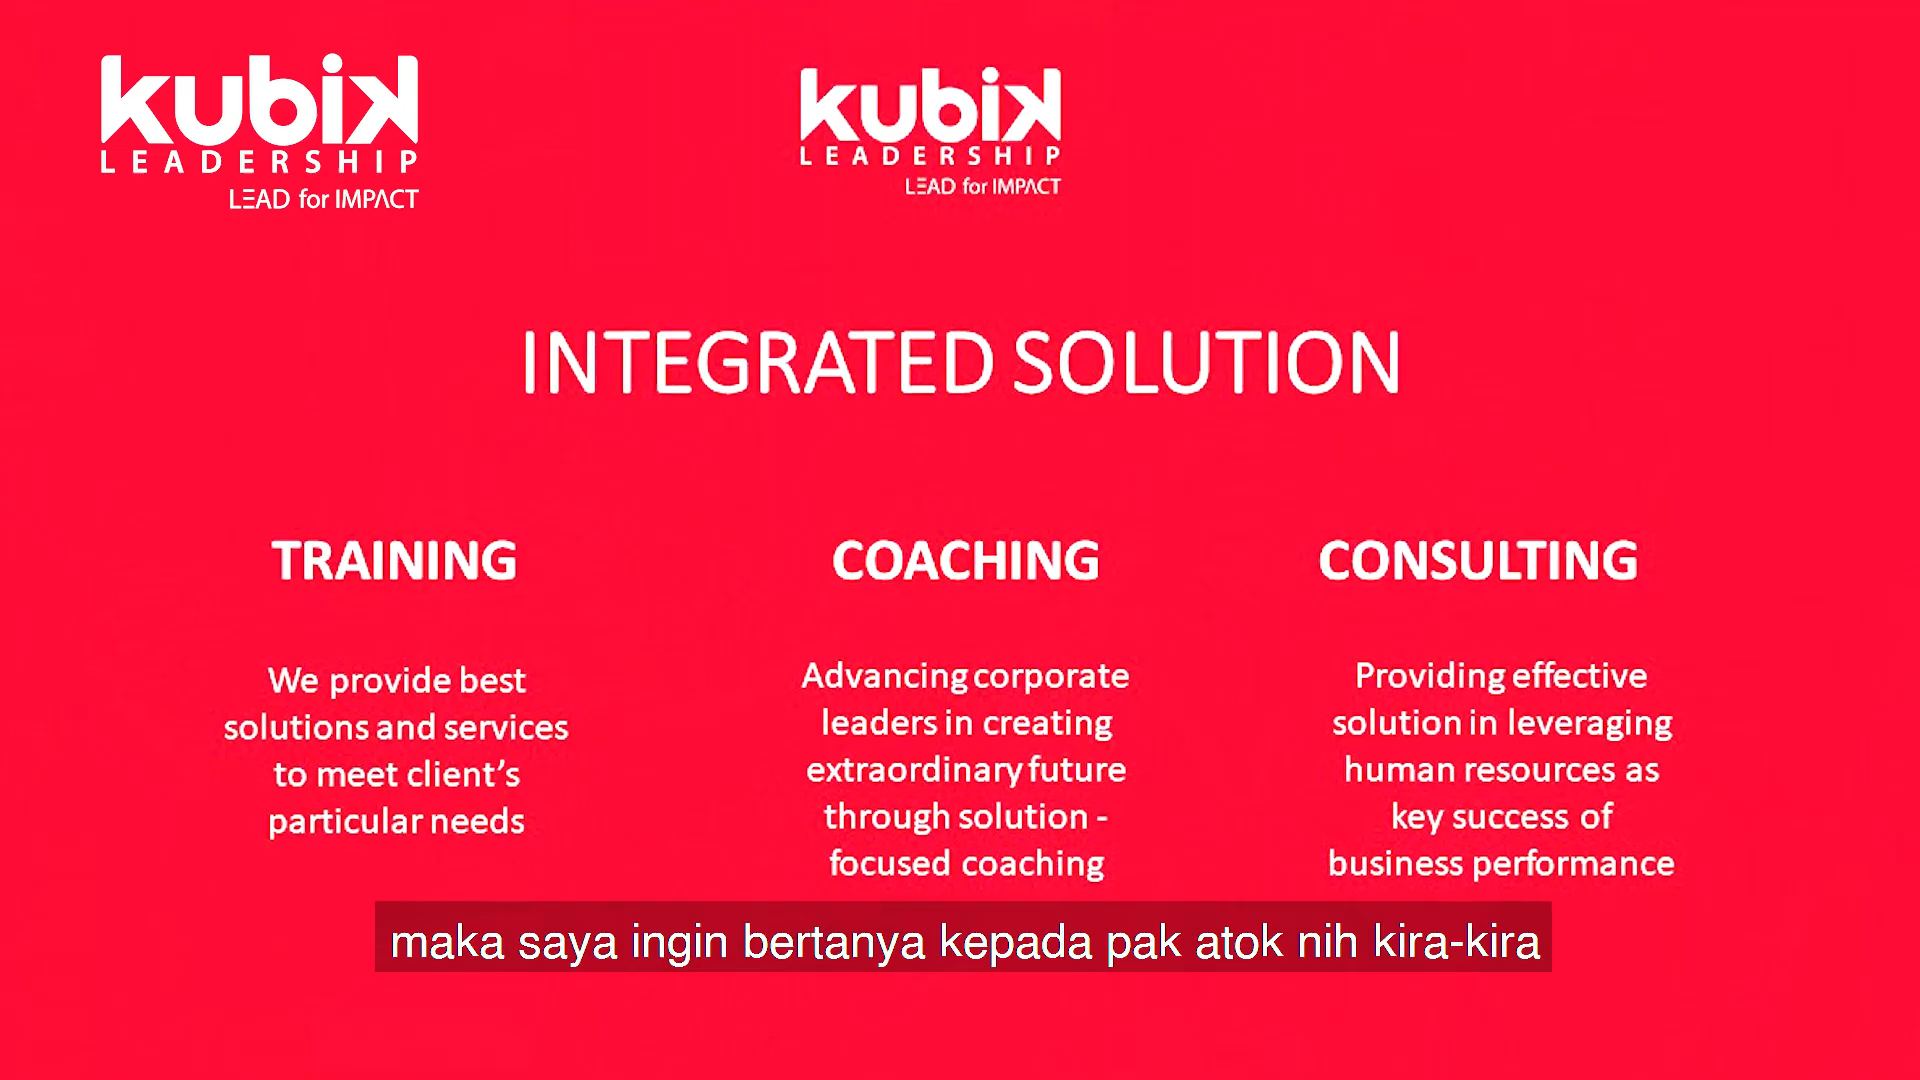 kubik
LEADERSHIP
LEAD for IMPACT
kubik
LEADERSHIP
LEAD for IMPACT
INTEGRATED SOLUTION
TRAINING
We provide best
solutions and services
to meet client’s
particular needs
COACHING
Advancing corporate
leaders in creating
extraordinary future
through solution -
focused coaching
CONSULTING
Providing effective
solution in leveraging
human resources as
key success of
business performance
maka saya ingin bertanya kepada pak atok nih kira-kira